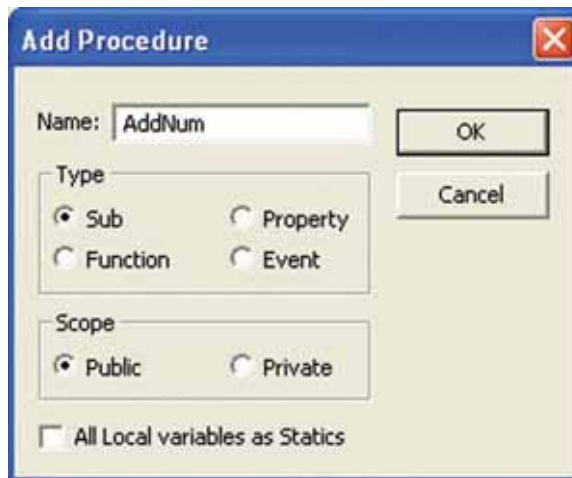 Add Procedure
Name: AddNum
OK
Cancel
Type
Sub
Property
Function
Event
Scope
Public
Private
All Local variables as Statics